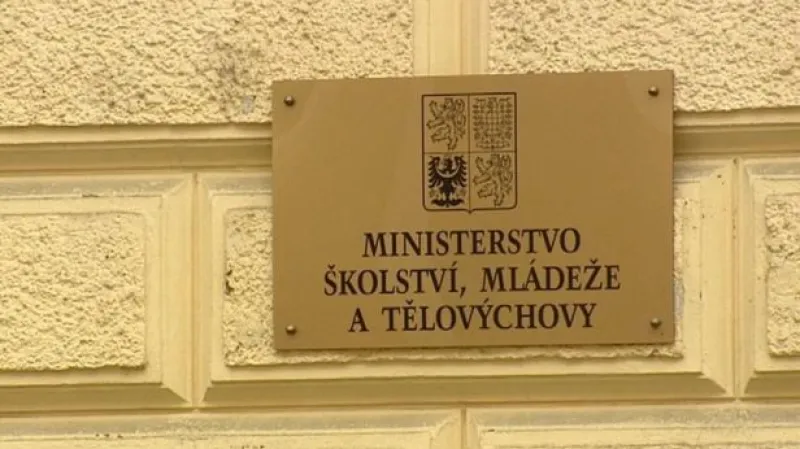 MINISTERSTVO
ŠKOLSTVÍ, MLÁDEŽE
A TĚLOVÝCHOVY